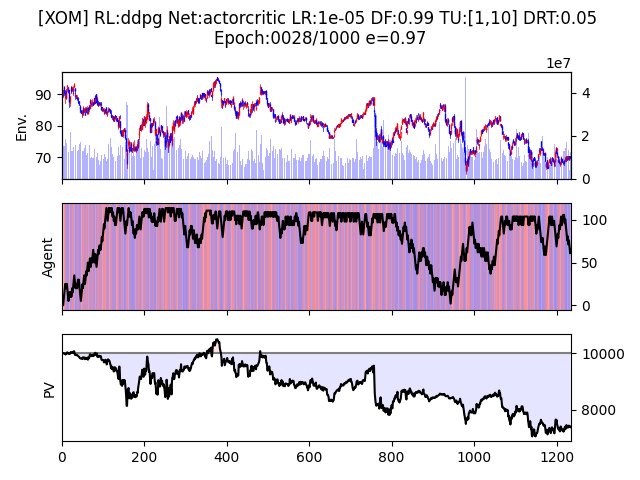 [XOM] RL:ddpg Net:actorcritic LR:1e-05 DF:0.99 TU:[1,10] DRT:0.05
Epoch:0028/1000 e=0.97
1e7
Env.
90
80
70
4
2
0
Agent
100
50
0
PV
10000
8000
0 200 400 600 800 1000 1200